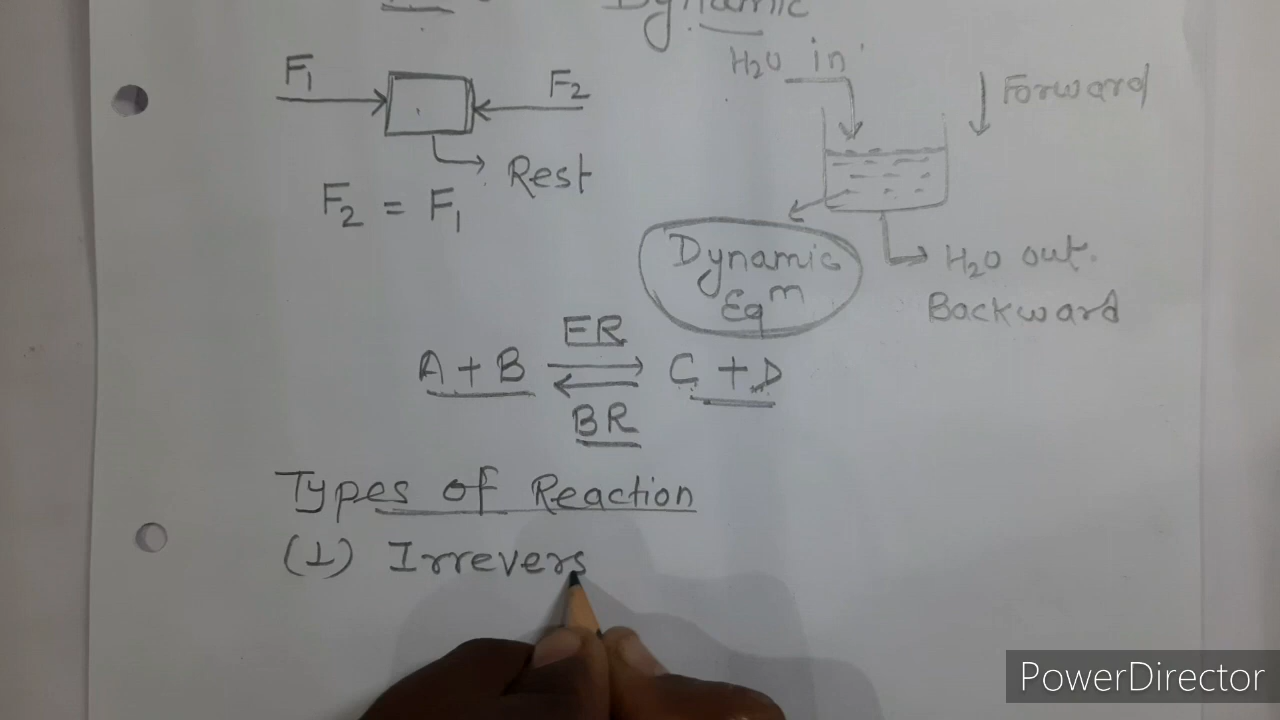 Dynamic
F₁
F₂
Rest
F₂ = F₁
H₂O in
Forward
H₂O out.
Backward
Dynamic
Eqᵐ
FR
A + B ⇌ C + D
BR
Types of Reaction
(1) Irrevers
PowerDirector